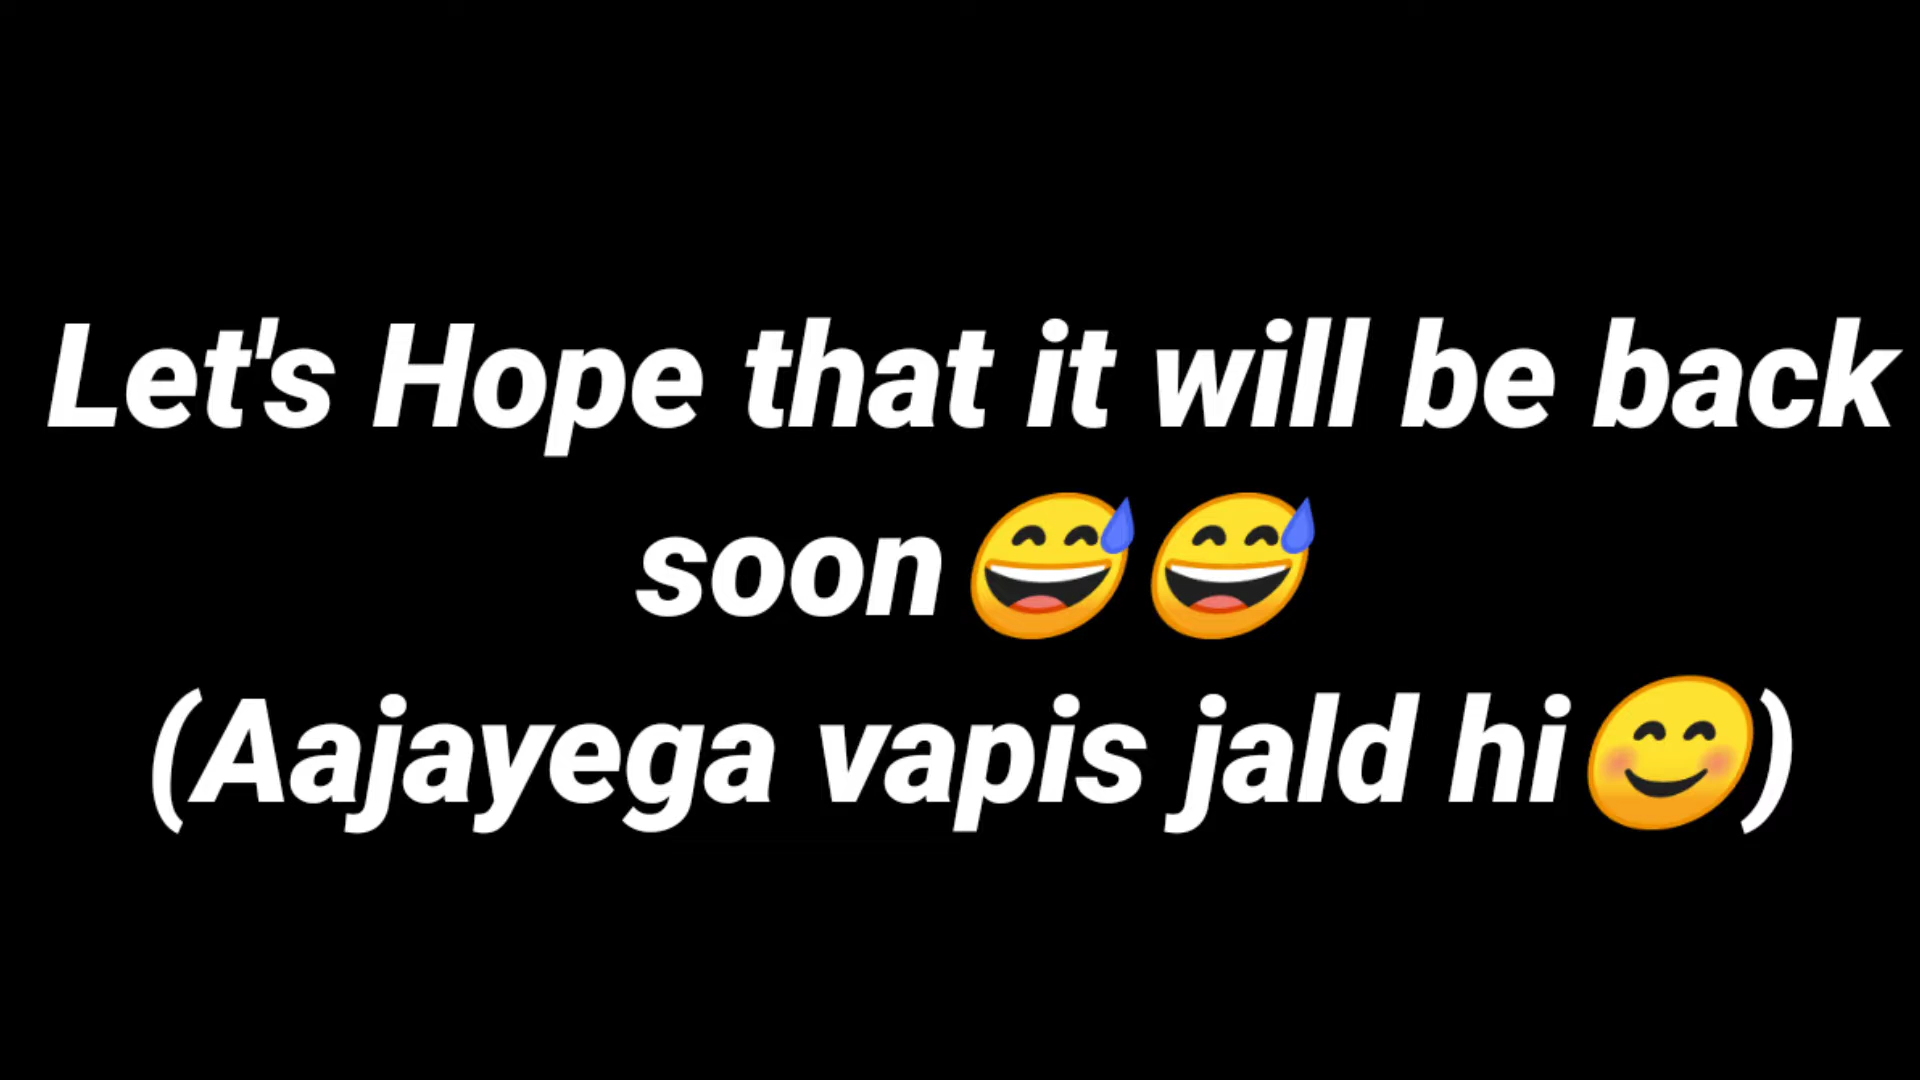 Let's Hope that it will be back
soon😅😅
(Aajayega vapis jald hi😊)